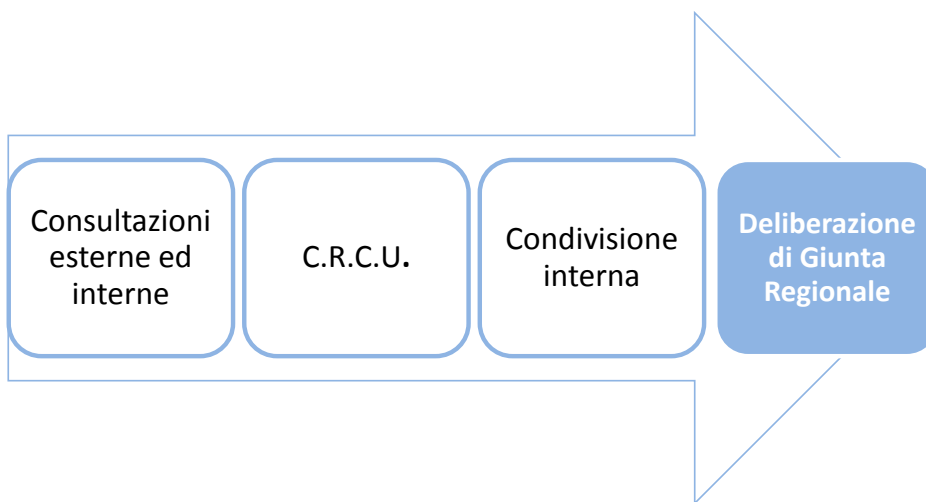 Consultazioni
esterne ed
interne
C.R.C.U.
Condivisione
interna
Deliberazione
di Giunta
Regionale